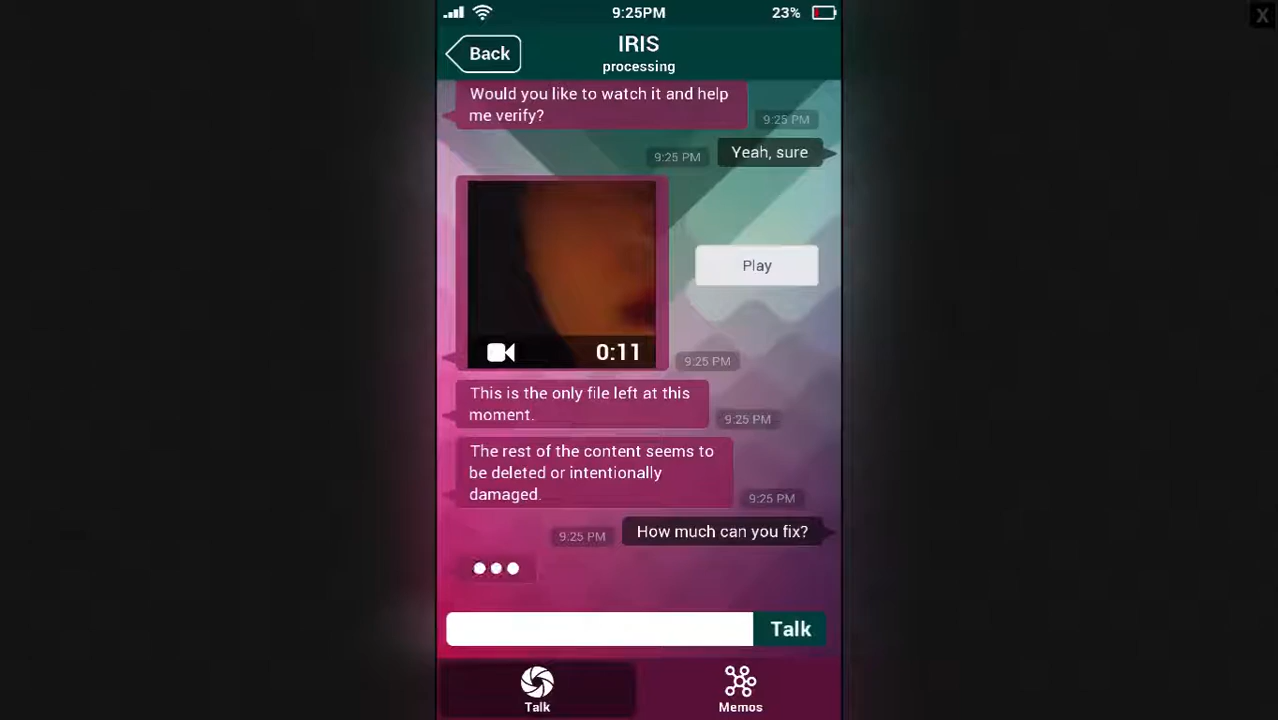 9:25PM
23%
X
Back
IRIS
processing
Would you like to watch it and help
me verify?
9:25 PM
Yeah, sure
9:25 PM
Play
0:11
9:25 PM
This is the only file left at this
moment.
9:25 PM
The rest of the content seems to
be deleted or intentionally
damaged.
9:25 PM
How much can you fix?
9:25 PM
Talk
Talk
Memos